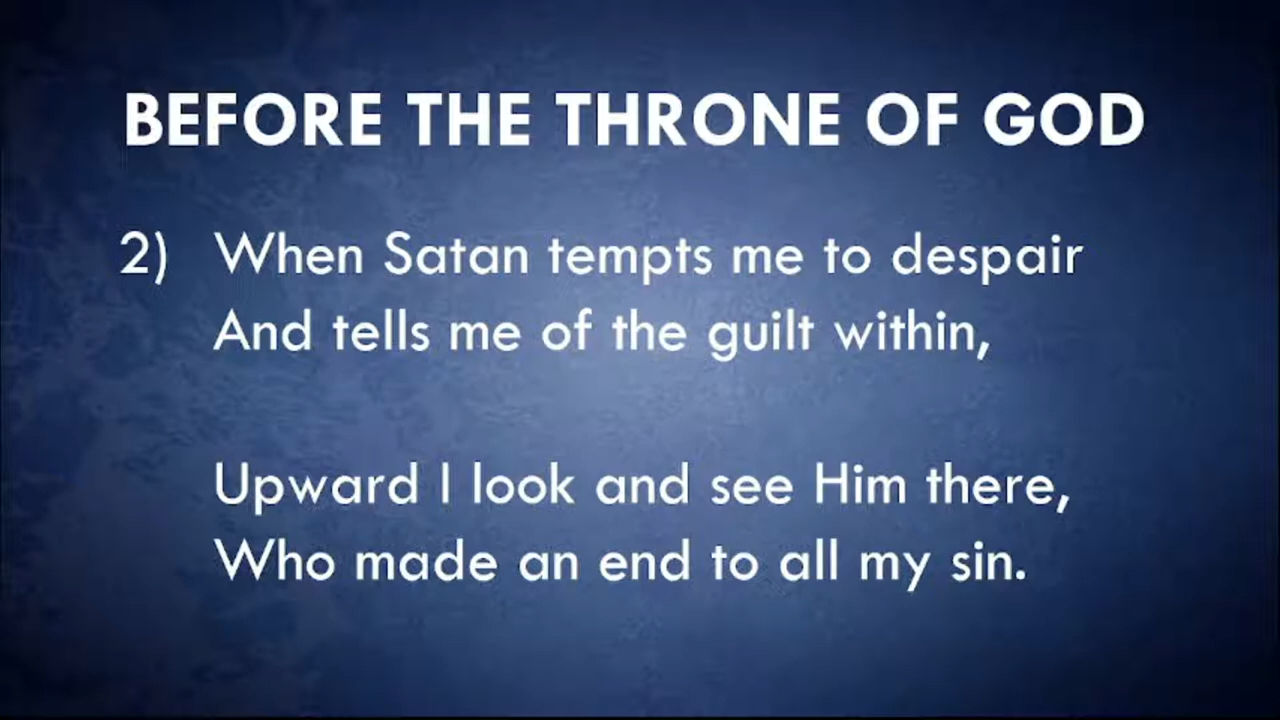 BEFORE THE THRONE OF GOD
2) When Satan tempts me to despair
And tells me of the guilt within,
Upward I look and see Him there,
Who made an end to all my sin.